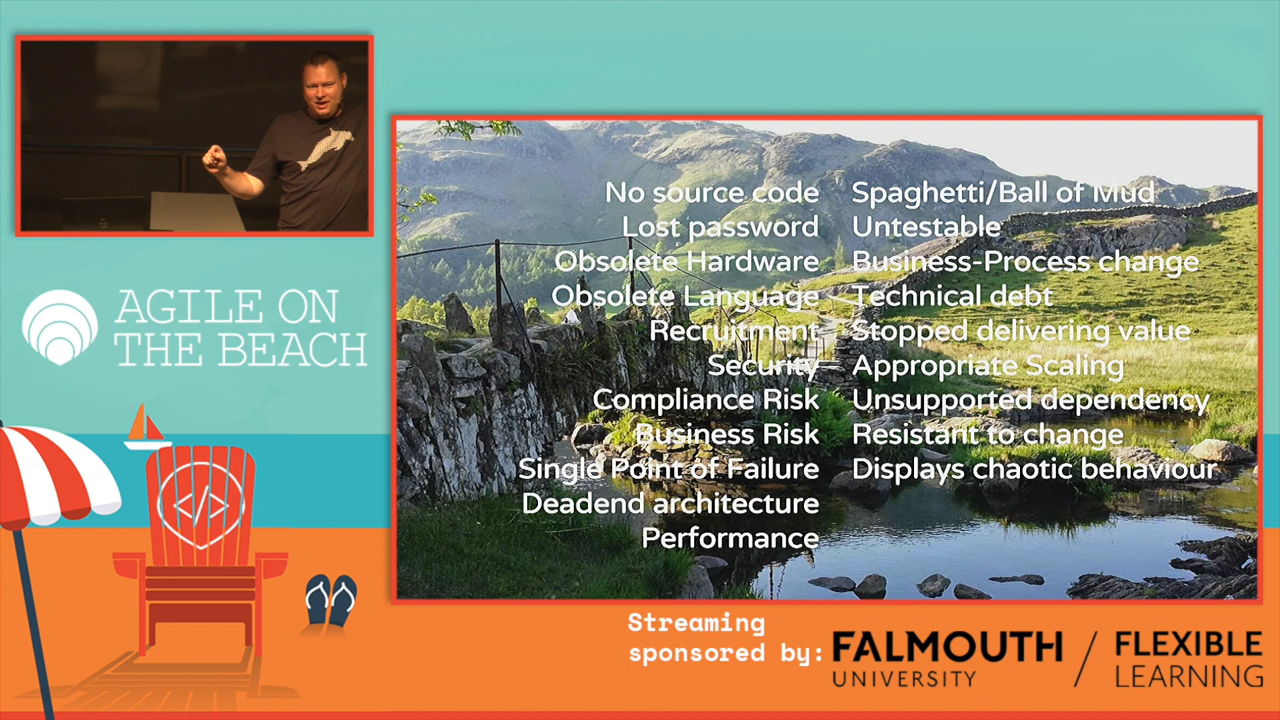 AGILE ON
THE BEACH
</>
No source code
Lost password
Obsolete Hardware
Obsolete Language
Recruitment
Security
Compliance Risk
Business Risk
Single Point of Failure
Deadend architecture
Performance
Spaghetti/Ball of Mud
Untestable
Business-Process change
Technical debt
Stopped delivering value
Appropriate Scaling
Unsupported dependency
Resistant to change
Displays chaotic behaviour
Streaming
sponsored by:
FALMOUTH
UNIVERSITY
/
FLEXIBLE
LEARNING